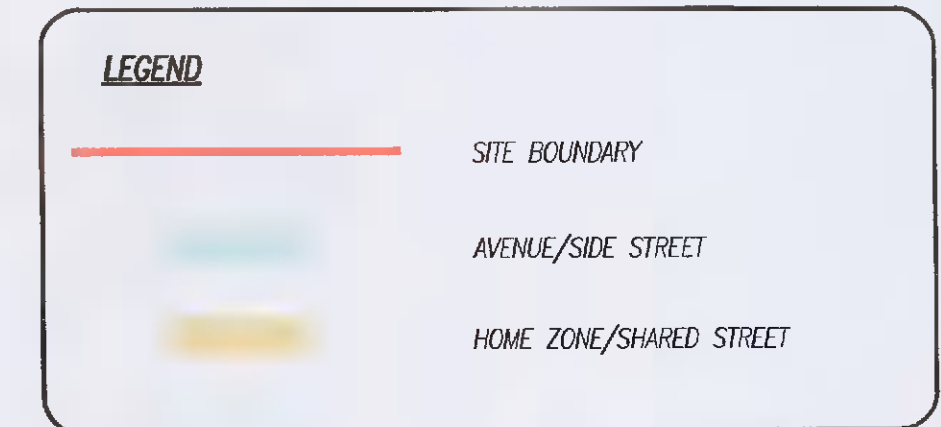 LEGEND
SITE BOUNDARY
AVENUE/SIDE STREET
HOME ZONE/SHARED STREET